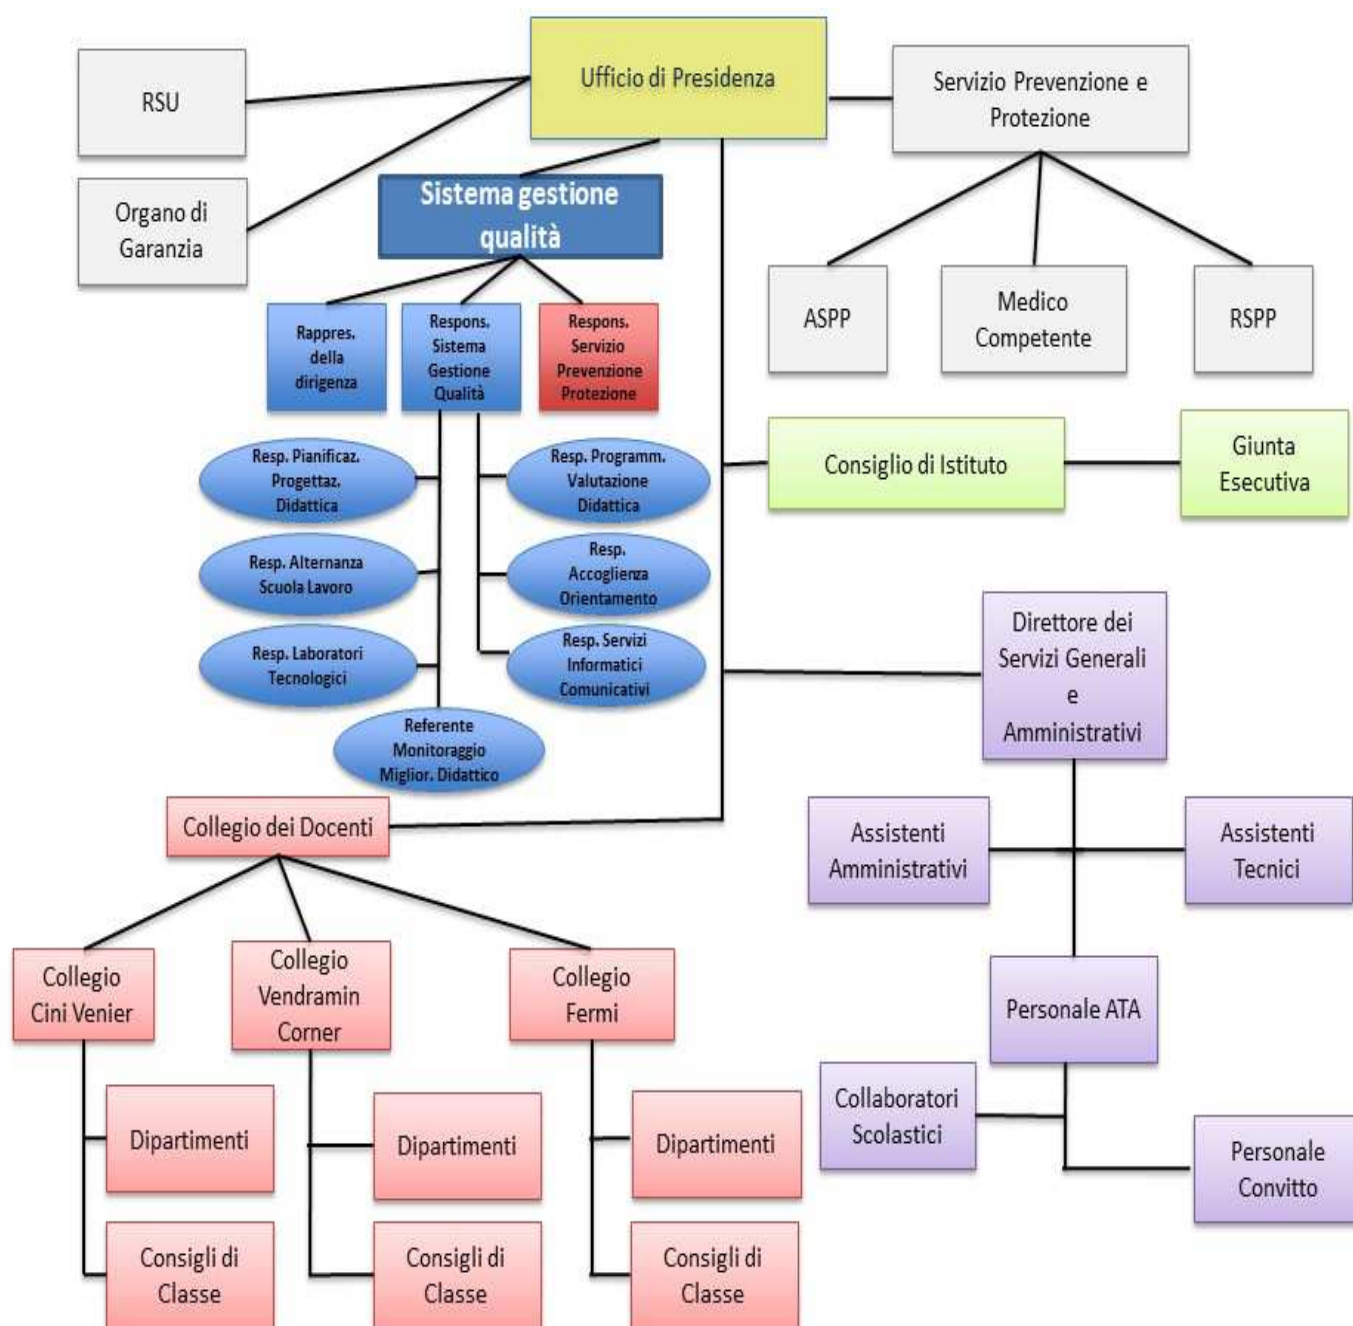 Ufficio di Presidenza
RSU
Servizio Prevenzione e
Protezione
Organo di
Garanzia
Sistema gestione
qualità
ASPP
Medico
Competente
RSPP
Rappres.
della
dirigenza
Respons.
Sistema
Gestione
Qualità
Respons.
Servizio
Prevenzione
Protezione
Consiglio di Istituto
Giunta
Esecutiva
Resp. Pianificaz.
Progettaz.
Didattica
Resp. Programm.
Valutazione
Didattica
Resp. Alternanza
Scuola Lavoro
Resp.
Accoglienza
Orientamento
Resp. Laboratori
Tecnologici
Resp. Servizi
Informatici
Comunicativi
Referente
Monitoraggio
Miglior. Didattico
Direttore dei
Servizi Generali
e
Amministrativi
Collegio dei Docenti
Assistenti
Amministrativi
Assistenti
Tecnici
Collegio
Cini Venier
Collegio
Vendramin
Corner
Collegio
Fermi
Personale ATA
Collaboratori
Scolastici
Personale
Convitto
Dipartimenti
Dipartimenti
Dipartimenti
Consigli di
Classe
Consigli di
Classe
Consigli di
Classe